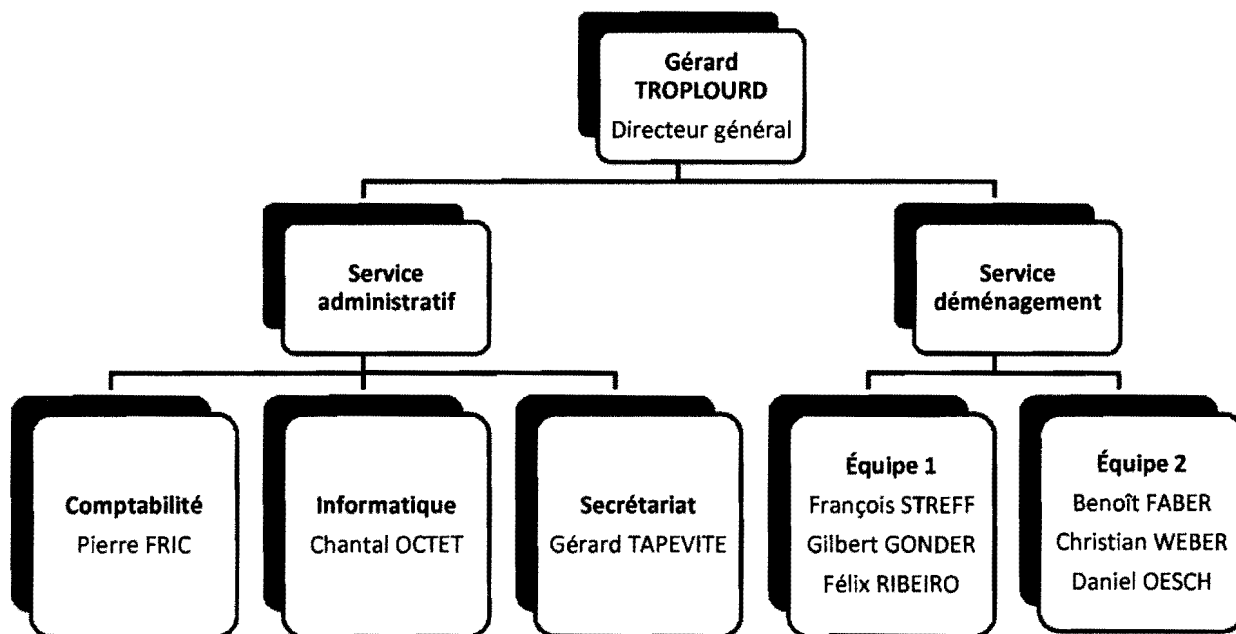 Gérard
TROPLOURD
Directeur général
Service
administratif
Service
déménagement
Comptabilité
Pierre FRIC
Informatique
Chantal OCTET
Secrétariat
Gérard TAPEVITE
Équipe 1
François STREFF
Gilbert GONDER
Félix RIBEIRO
Équipe 2
Benoît FABER
Christian WEBER
Daniel OESCH